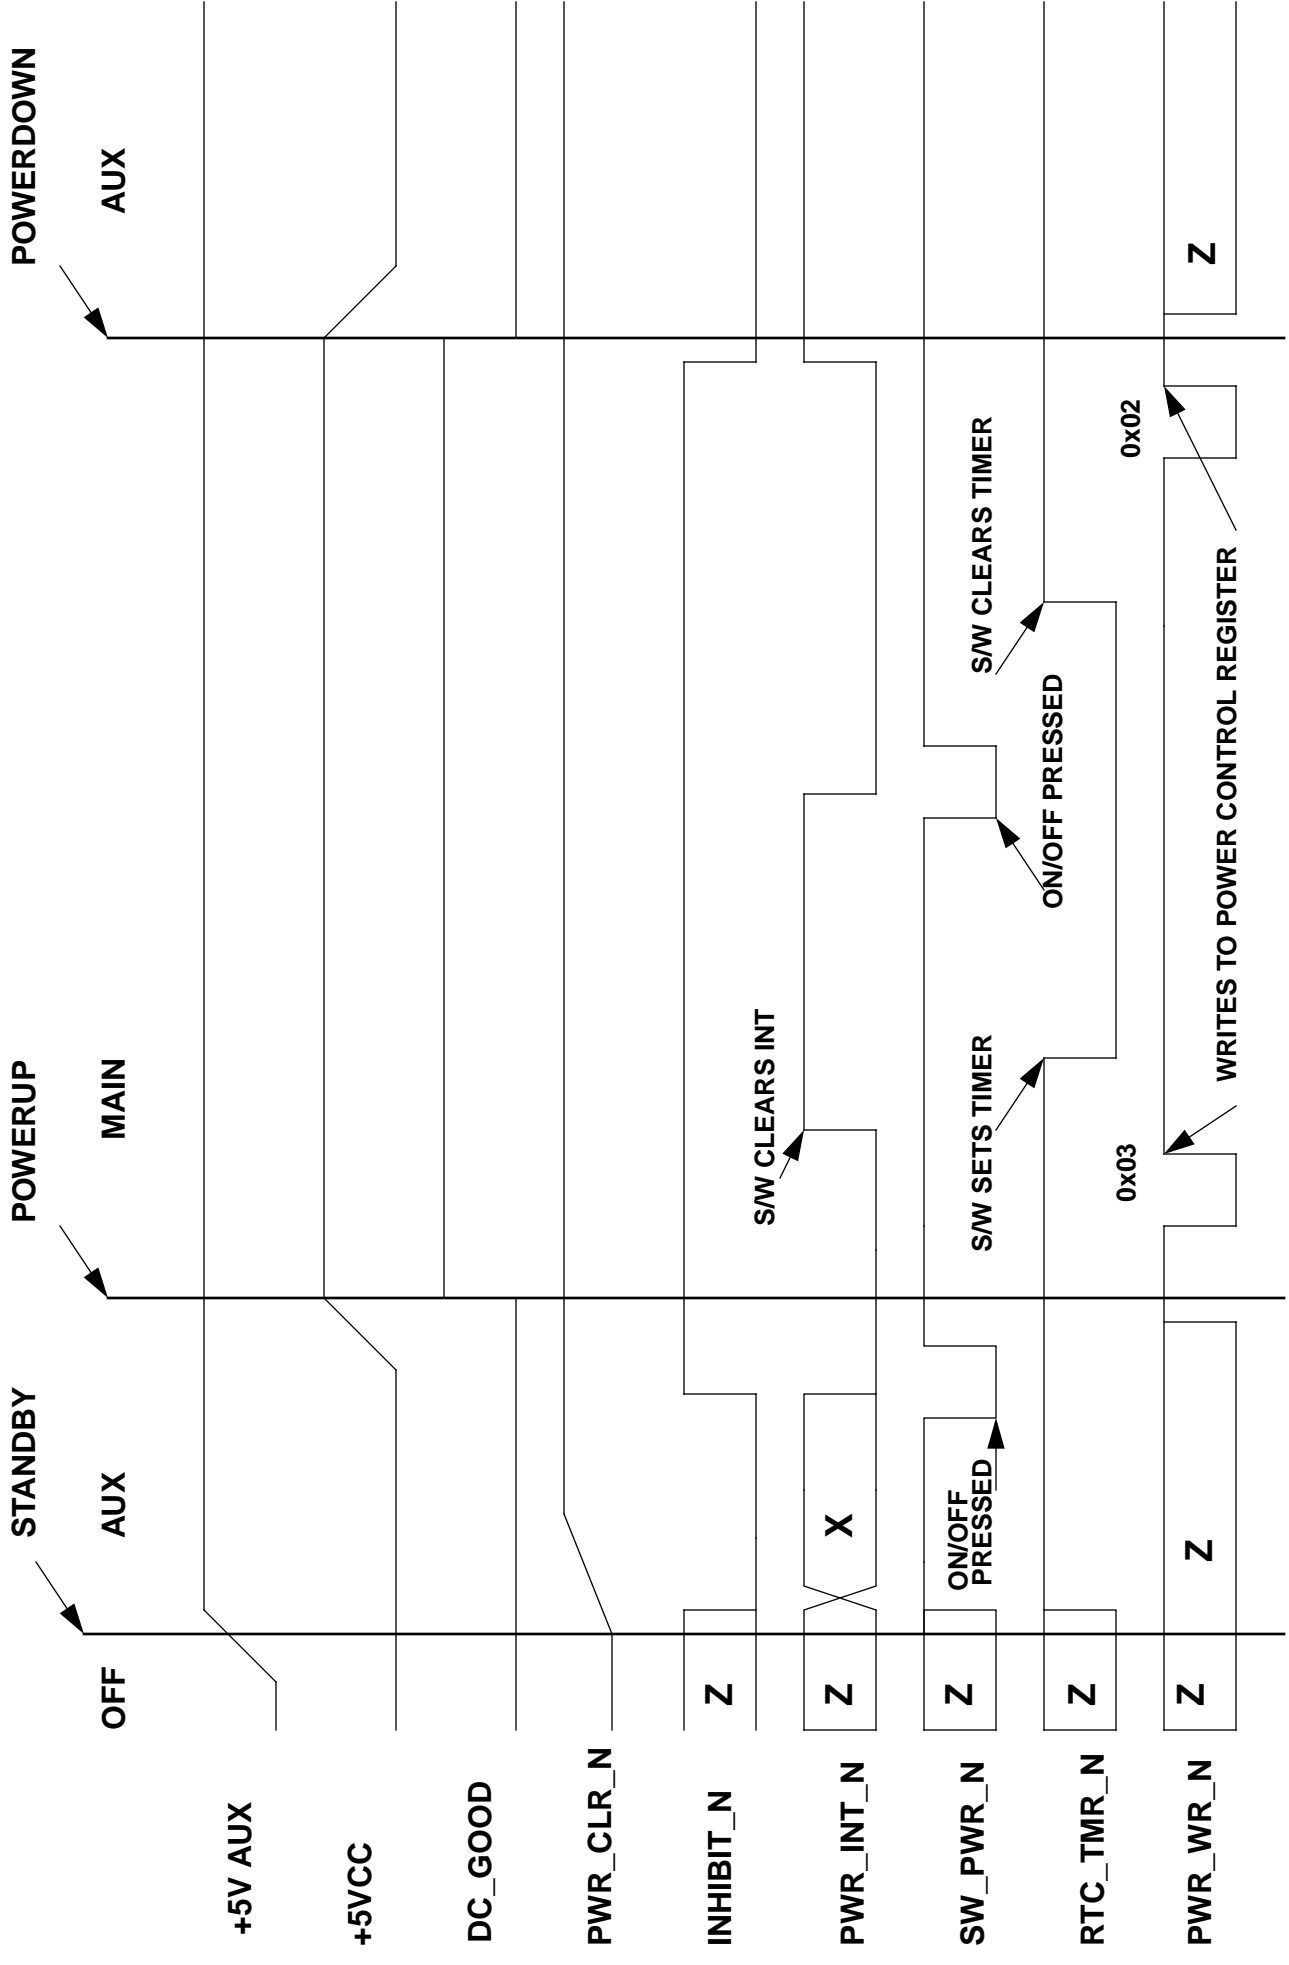 STANDBY
POWERUP
POWERDOWN
OFF
AUX
MAIN
AUX
+5V AUX
+5VCC
DC_GOOD
PWR_CLR_N
INHIBIT_N
Z
S/W CLEARS INT
PWR_INT_N
Z
X
SW_PWR_N
Z
ON/OFF
PRESSED
S/W SETS TIMER
S/W CLEARS TIMER
ON/OFF PRESSED
RTC_TMR_N
Z
0x03
0x02
PWR_WR_N
Z
Z
Z
WRITES TO POWER CONTROL REGISTER